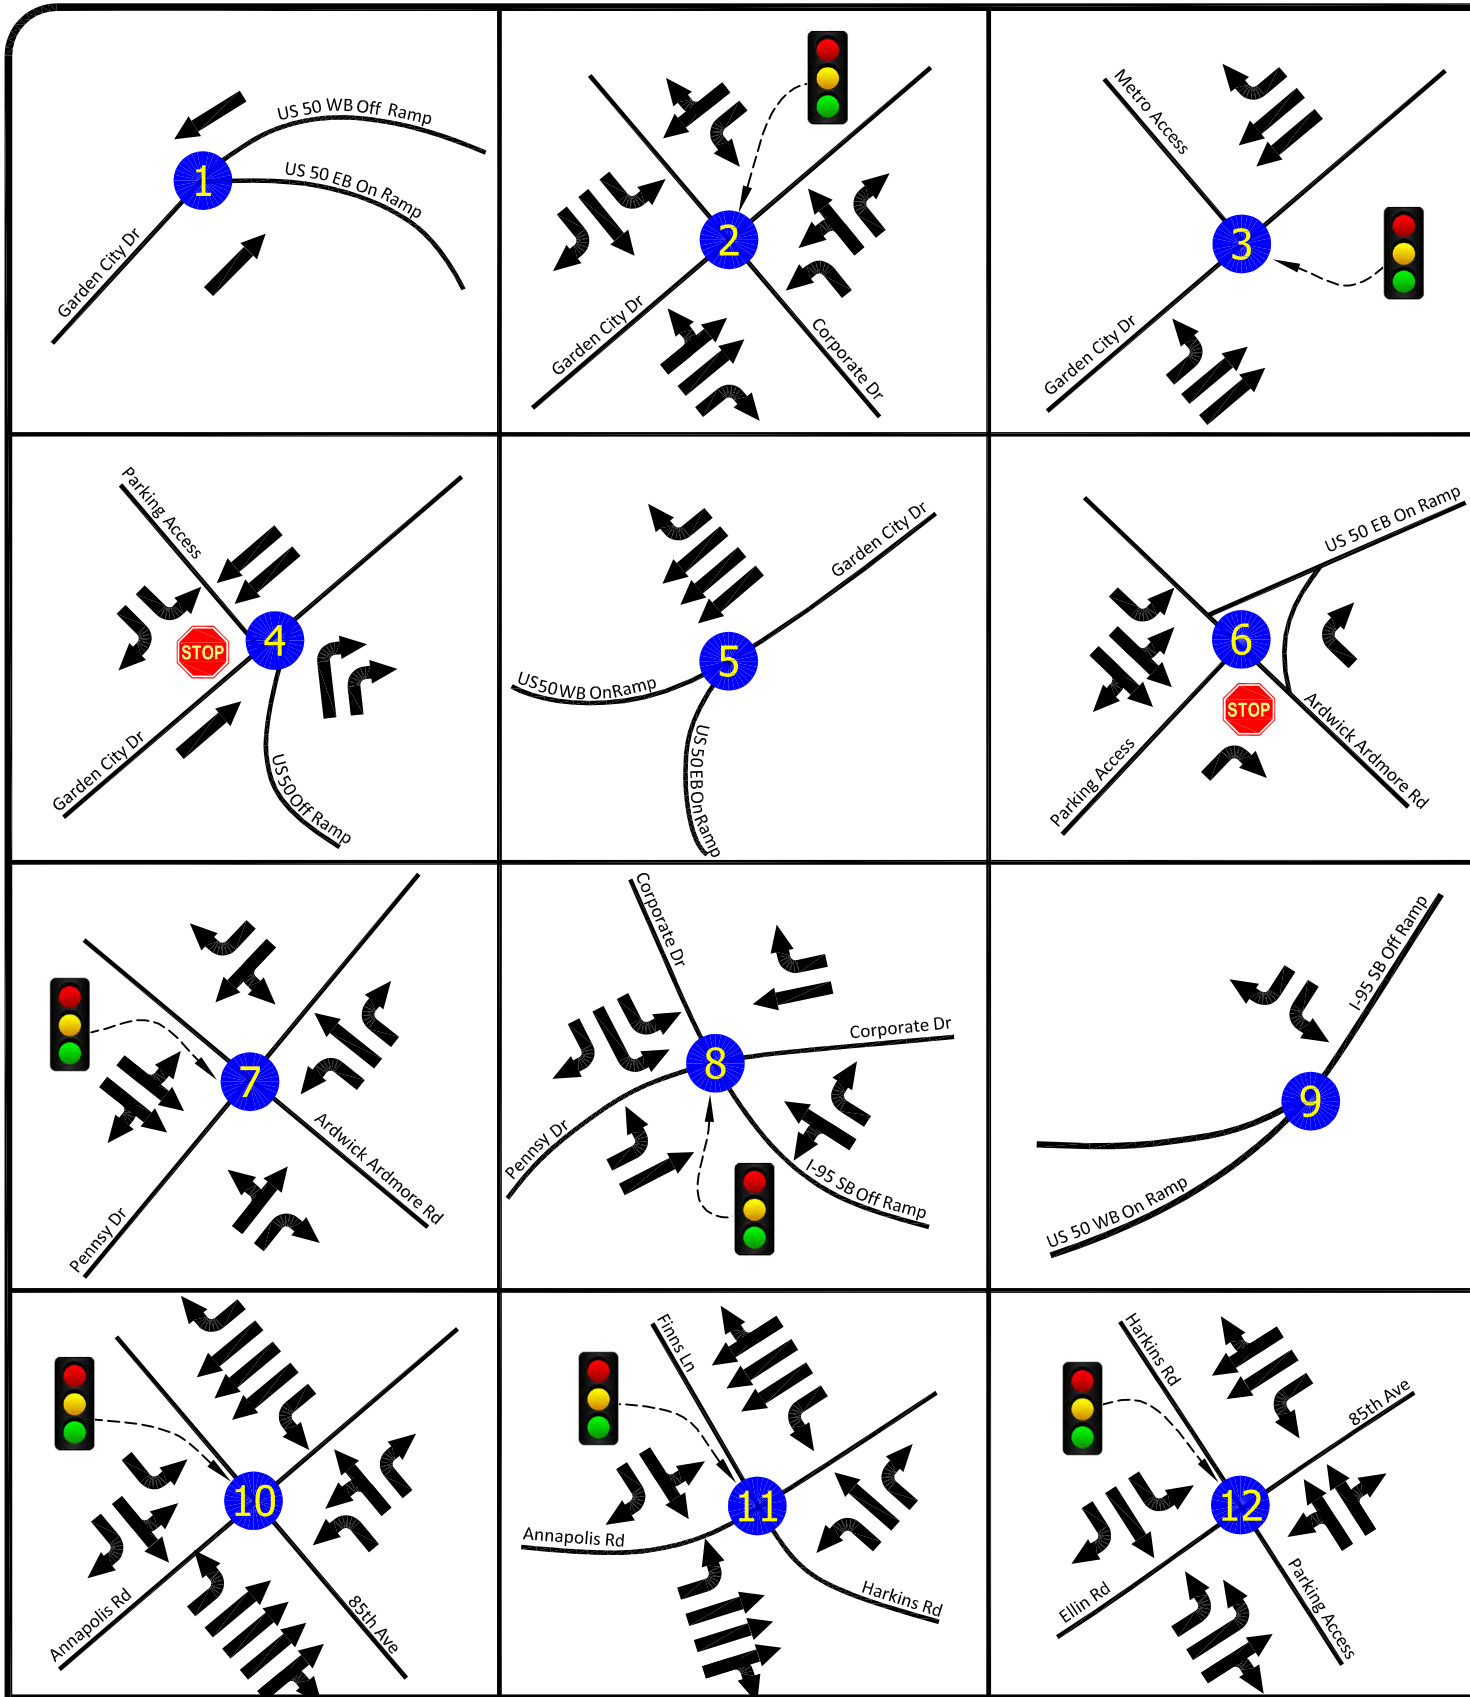 US 50 WB Off Ramp
1
US 50 EB On Ramp
Garden City Dr
2
Garden City Dr
Corporate Dr
Metro Access
3
Garden City Dr
Parking Access
STOP
4
Garden City Dr
US50Off Ramp
Garden City Dr
5
US50WB OnRamp
US50EBOnRamp
US 50 EB On Ramp
6
STOP
Parking Access
Ardwick Ardmore Rd
7
Ardwick Ardmore Rd
Pennsy Dr
Corporate Dr
Corporate Dr
8
Pennsy Dr
I-95 SB Off Ramp
I-95 SB Off Ramp
9
US 50 WB On Ramp
10
Annapolis Rd
85th Ave
Finns Ln
11
Annapolis Rd
Harkins Rd
Harkins Rd
85th Ave
12
Ellin Rd
Parking Access